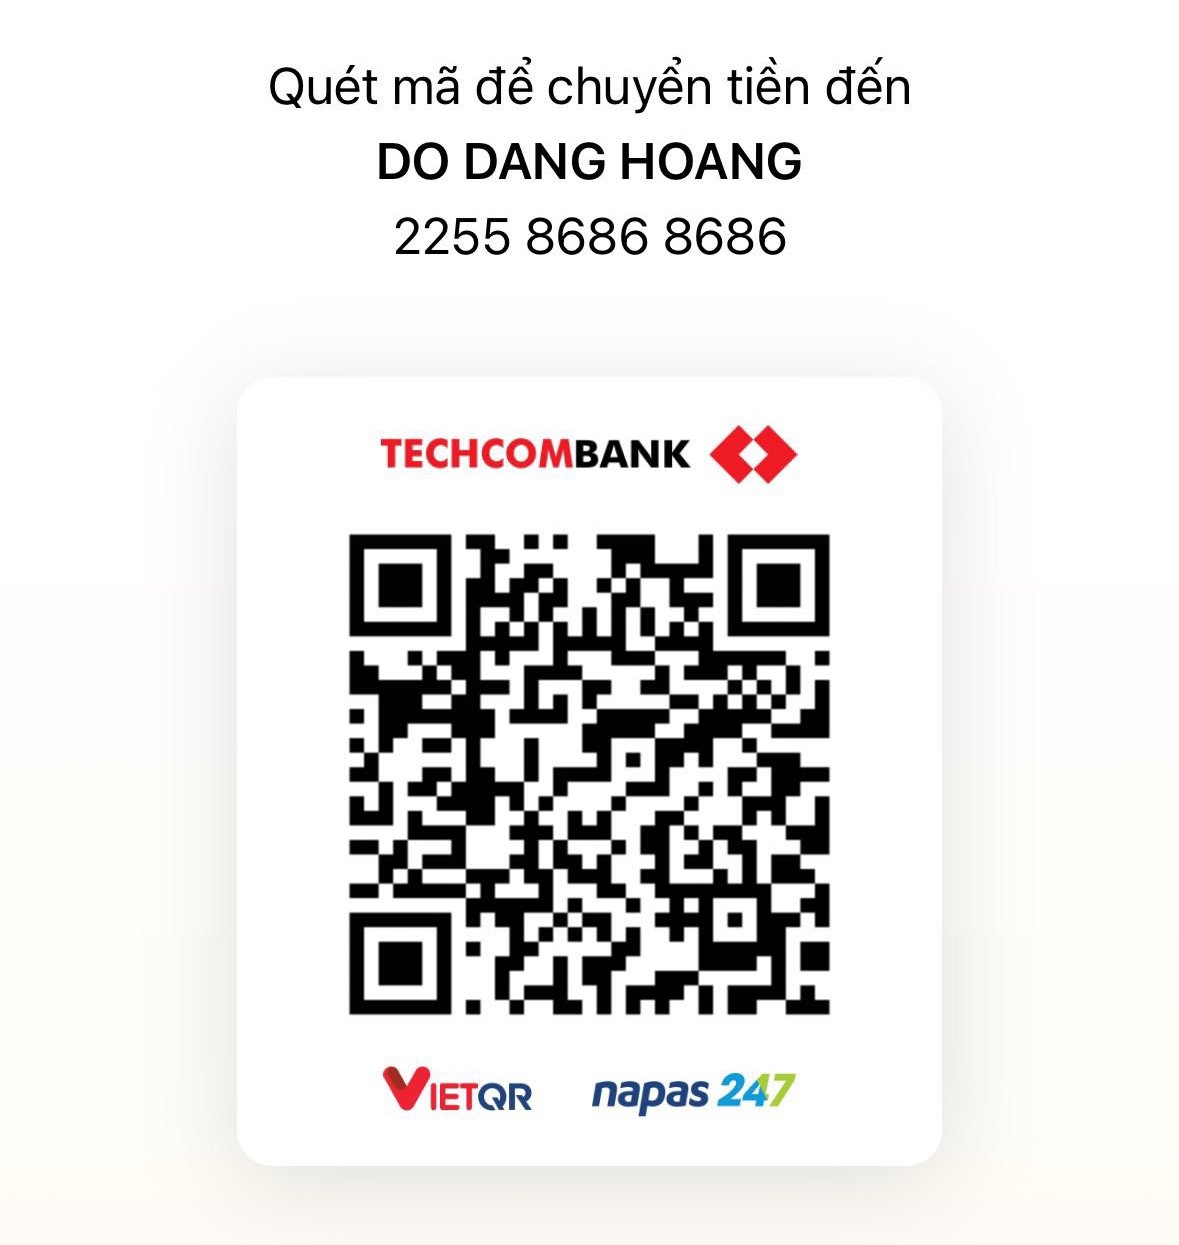 Quét mã để chuyển tiền đến
DO DANG HOANG
2255 8686 8686
TECHCOMBANK
VIETQR napas 247